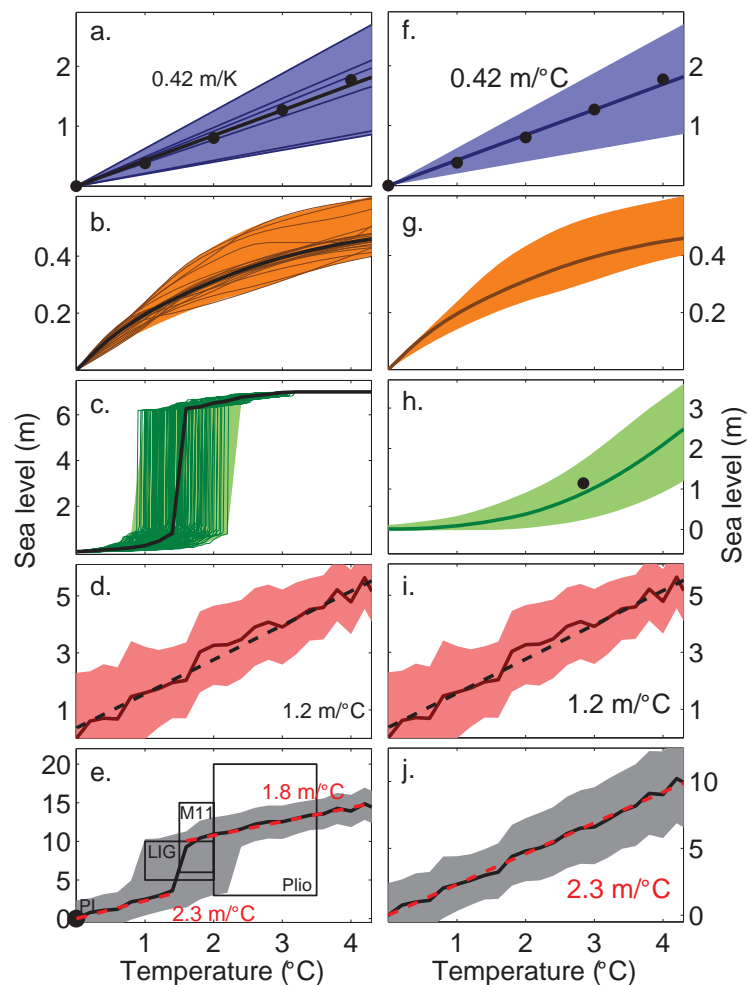 a.
f.
2
1
0.42 m/K
0.42 m/°C
2
1
0
b.
g.
0.4
0.2
0.4
0.2
c.
h.
6
4
2
3
2
1
0
Sea level (m)
Sea level (m)
d.
i.
5
3
1
1.2 m/°C
1.2 m/°C
5
3
1
e.
j.
20
15
10
5
0
1.8 m/°C
M11
LIG
Plio
PI
2.3 m/°C
2.3 m/°C
10
5
0
1 2 3 4
1 2 3 4
Temperature (°C)
Temperature (°C)